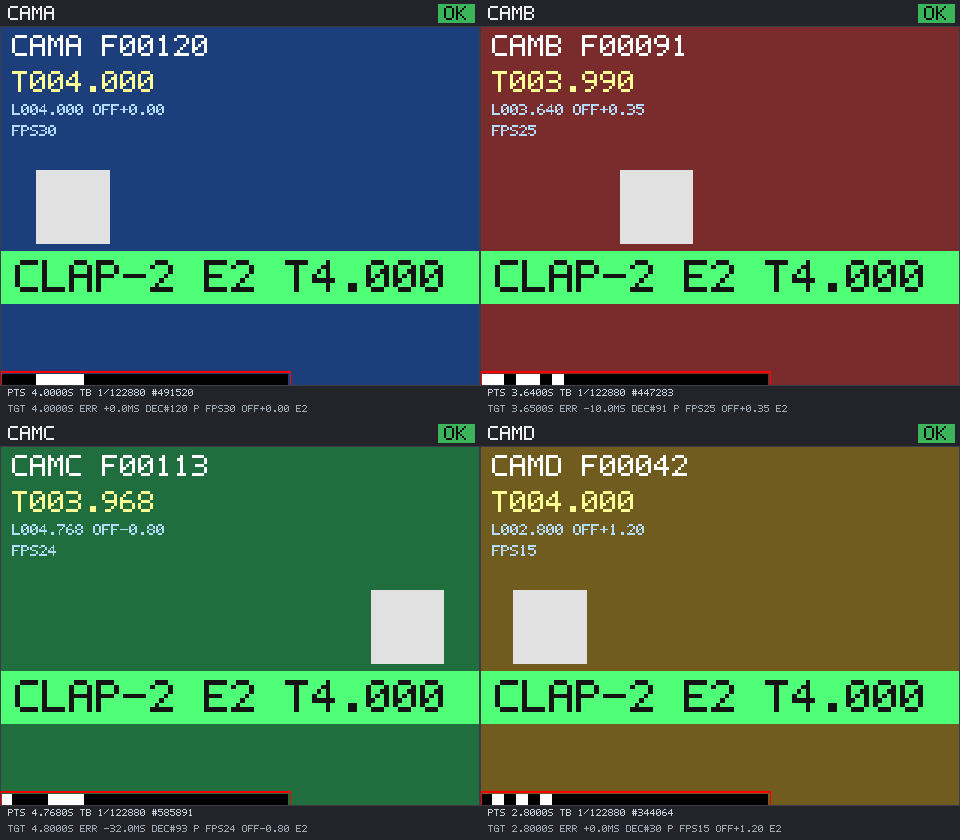 CAMA OK
CAMA F00120
T004.000
L004.000 OFF+0.00
FPS30
CLAP-2 E2 T4.000
PTS 4.0000S TB 1/122880 #491520
TGT 4.0000S ERR +0.0MS DEC#120 P FPS30 OFF+0.00 E2
CAMB OK
CAMB F00091
T003.990
L003.640 OFF+0.35
FPS25
CLAP-2 E2 T4.000
PTS 3.6400S TB 1/122880 #447283
TGT 3.6500S ERR -10.0MS DEC#91 P FPS25 OFF+0.35 E2
CAMC OK
CAMC F00113
T003.968
L004.768 OFF-0.80
FPS24
CLAP-2 E2 T4.000
PTS 4.7680S TB 1/122880 #585891
TGT 4.8000S ERR -32.0MS DEC#93 P FPS24 OFF-0.80 E2
CAMD OK
CAMD F00042
T004.000
L002.800 OFF+1.20
FPS15
CLAP-2 E2 T4.000
PTS 2.8000S TB 1/122880 #344064
TGT 2.8000S ERR +0.0MS DEC#30 P FPS15 OFF+1.20 E2